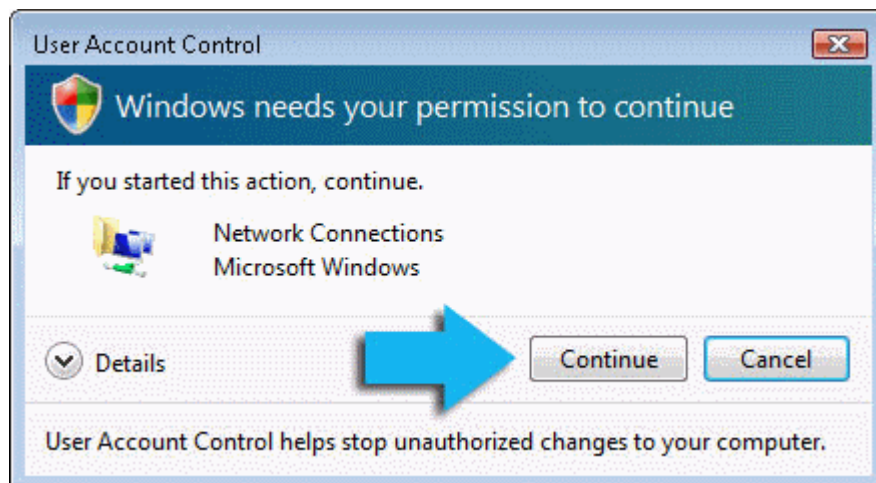 User Account Control
Windows needs your permission to continue
If you started this action, continue.
Network Connections
Microsoft Windows
Details
Continue
Cancel
User Account Control helps stop unauthorized changes to your computer.